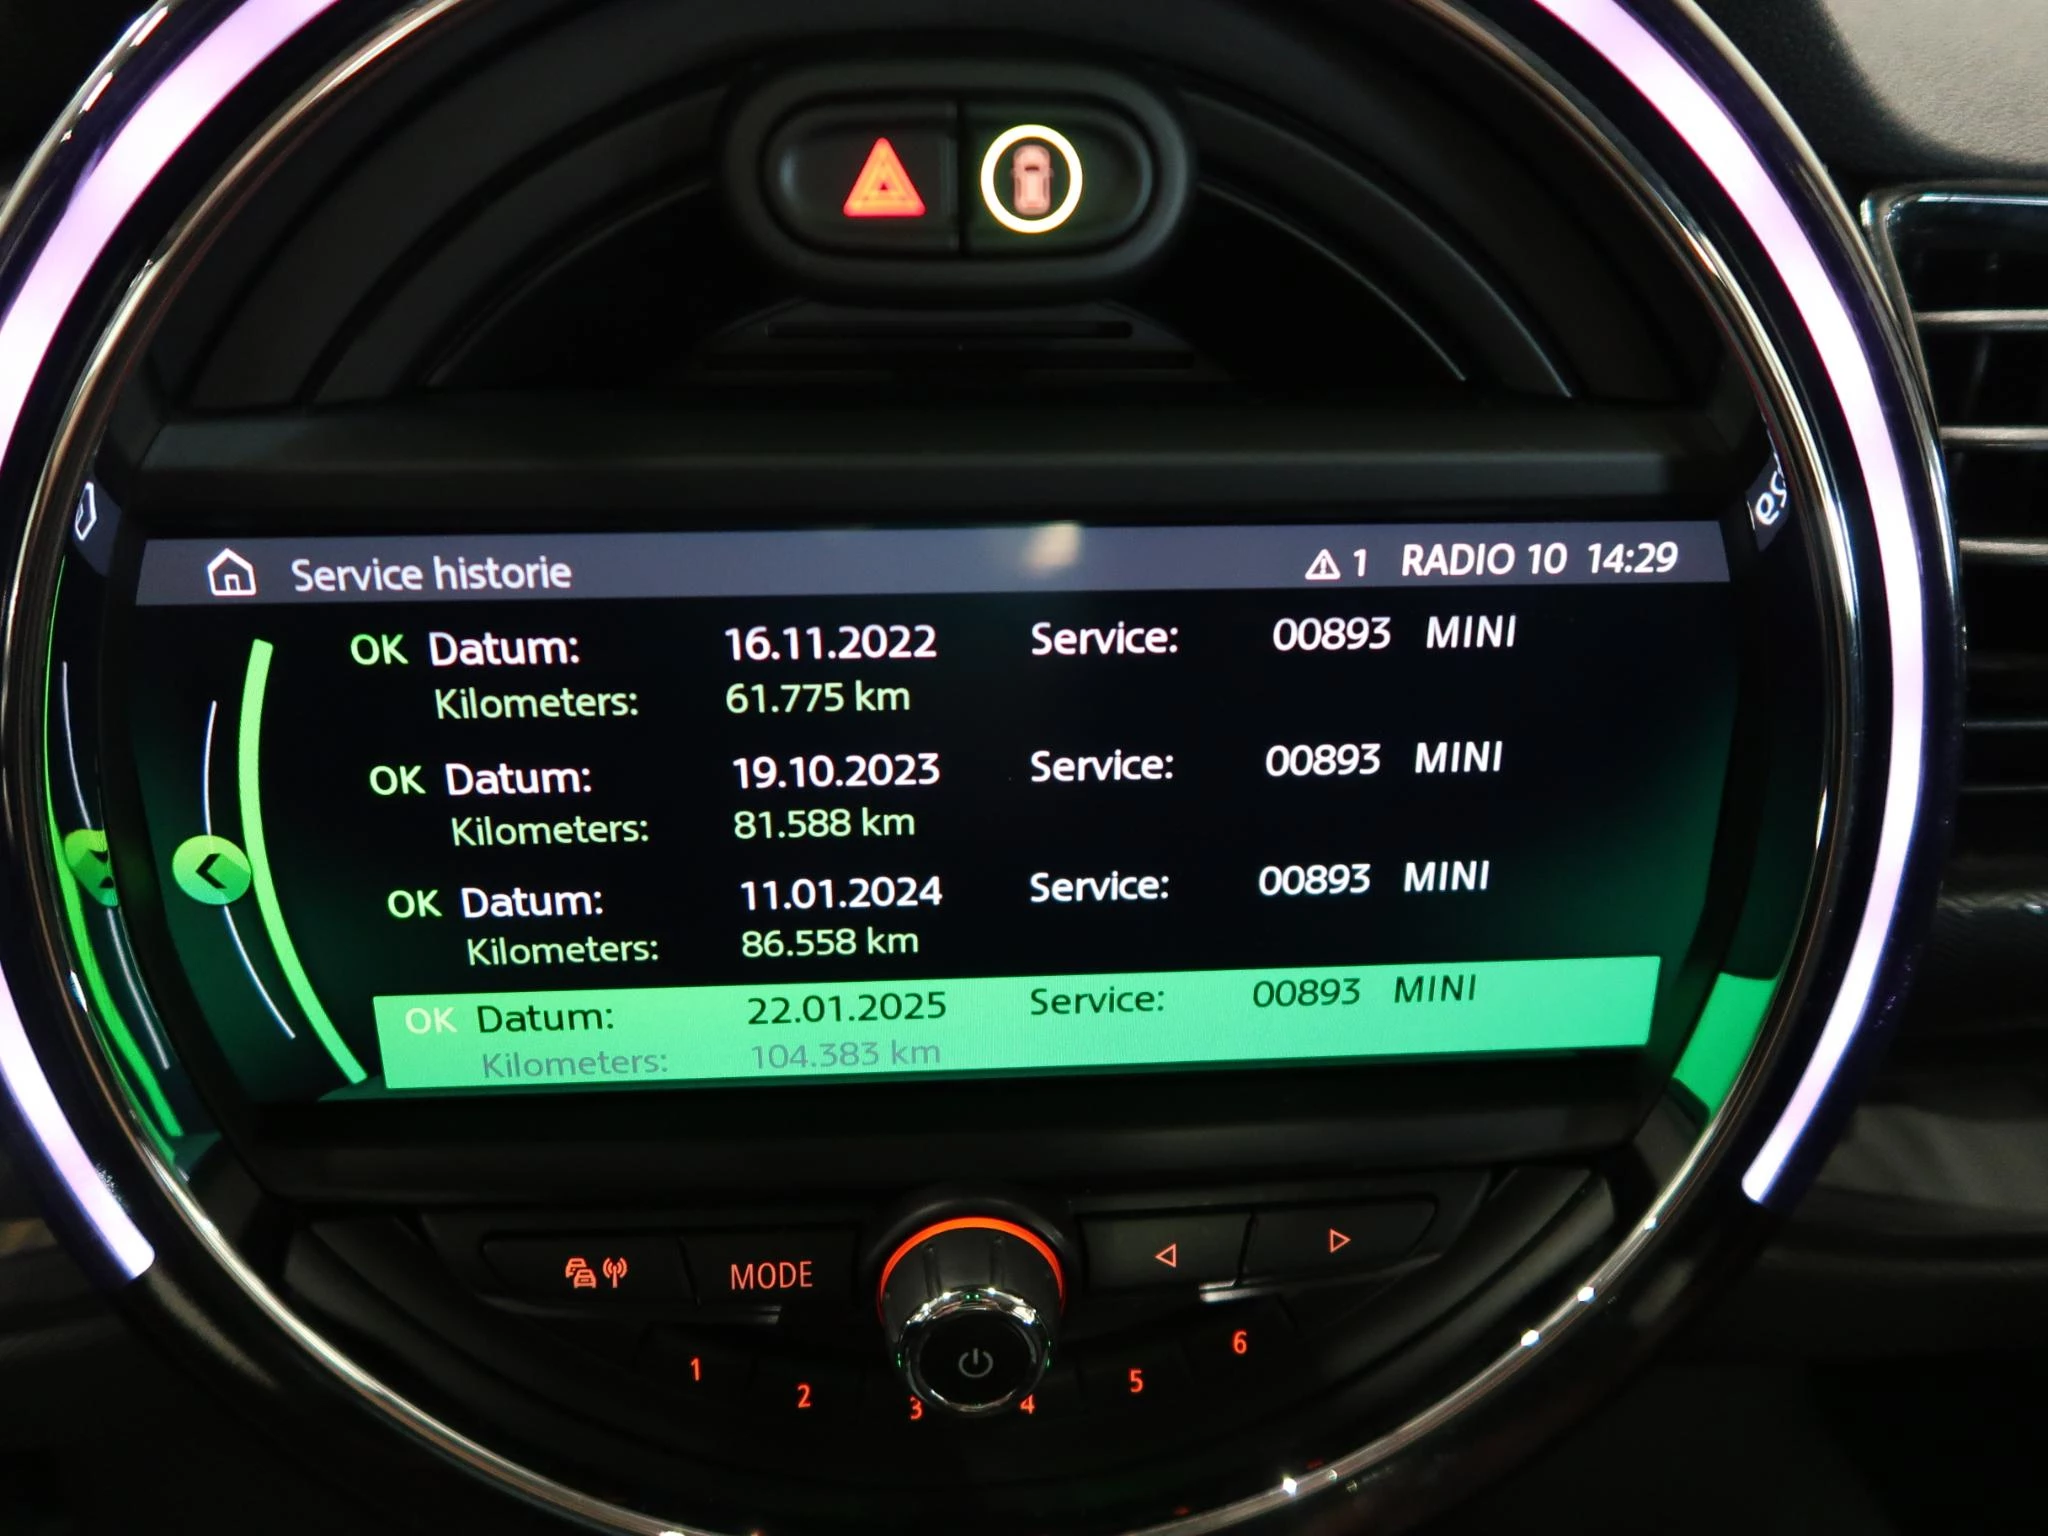 Service historie 1 RADIO 10 14:29
OK Datum: 16.11.2022 Service: 00893 MINI
Kilometers: 61.775 km
OK Datum: 19.10.2023 Service: 00893 MINI
Kilometers: 81.588 km
OK Datum: 11.01.2024 Service: 00893 MINI
Kilometers: 86.558 km
OK Datum: 22.01.2025 Service: 00893 MINI
Kilometers: 104.383 km
MODE
1 2 3 4 5 6